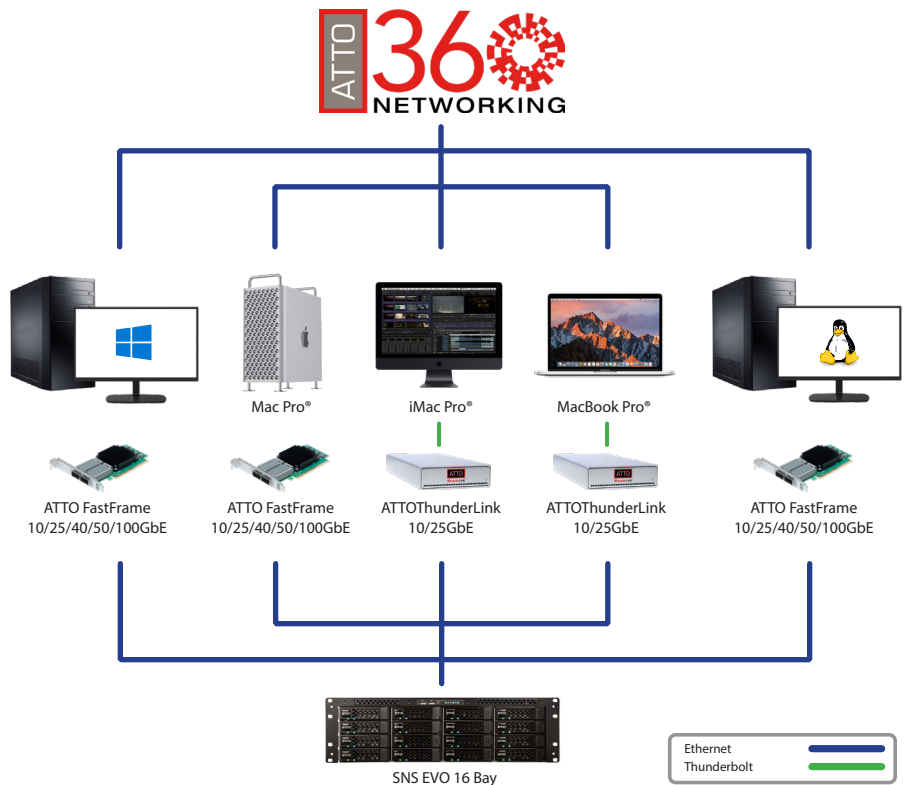 ATTO
360
NETWORKING
Mac Pro®
iMac Pro®
MacBook Pro®
ATTO FastFrame
10/25/40/50/100GbE
ATTO FastFrame
10/25/40/50/100GbE
ATTO
ATTOThunderLink
10/25GbE
ATTO
ATTOThunderLink
10/25GbE
ATTO FastFrame
10/25/40/50/100GbE
SNS EVO 16 Bay
Ethernet
Thunderbolt